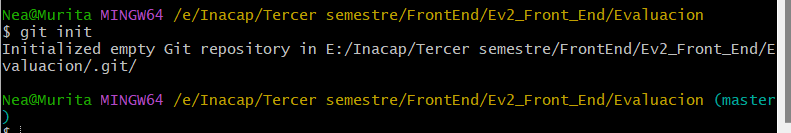 Nea@Murita MINGW64 /e/Inacap/Tercer semestre/FrontEnd/Ev2_Front_End/Evaluacion
$ git init
Initialized empty Git repository in E:/Inacap/Tercer semestre/FrontEnd/Ev2_Front_End/E
valuacion/.git/
Nea@Murita MINGW64 /e/Inacap/Tercer semestre/FrontEnd/Ev2_Front_End/Evaluacion (master
)
$